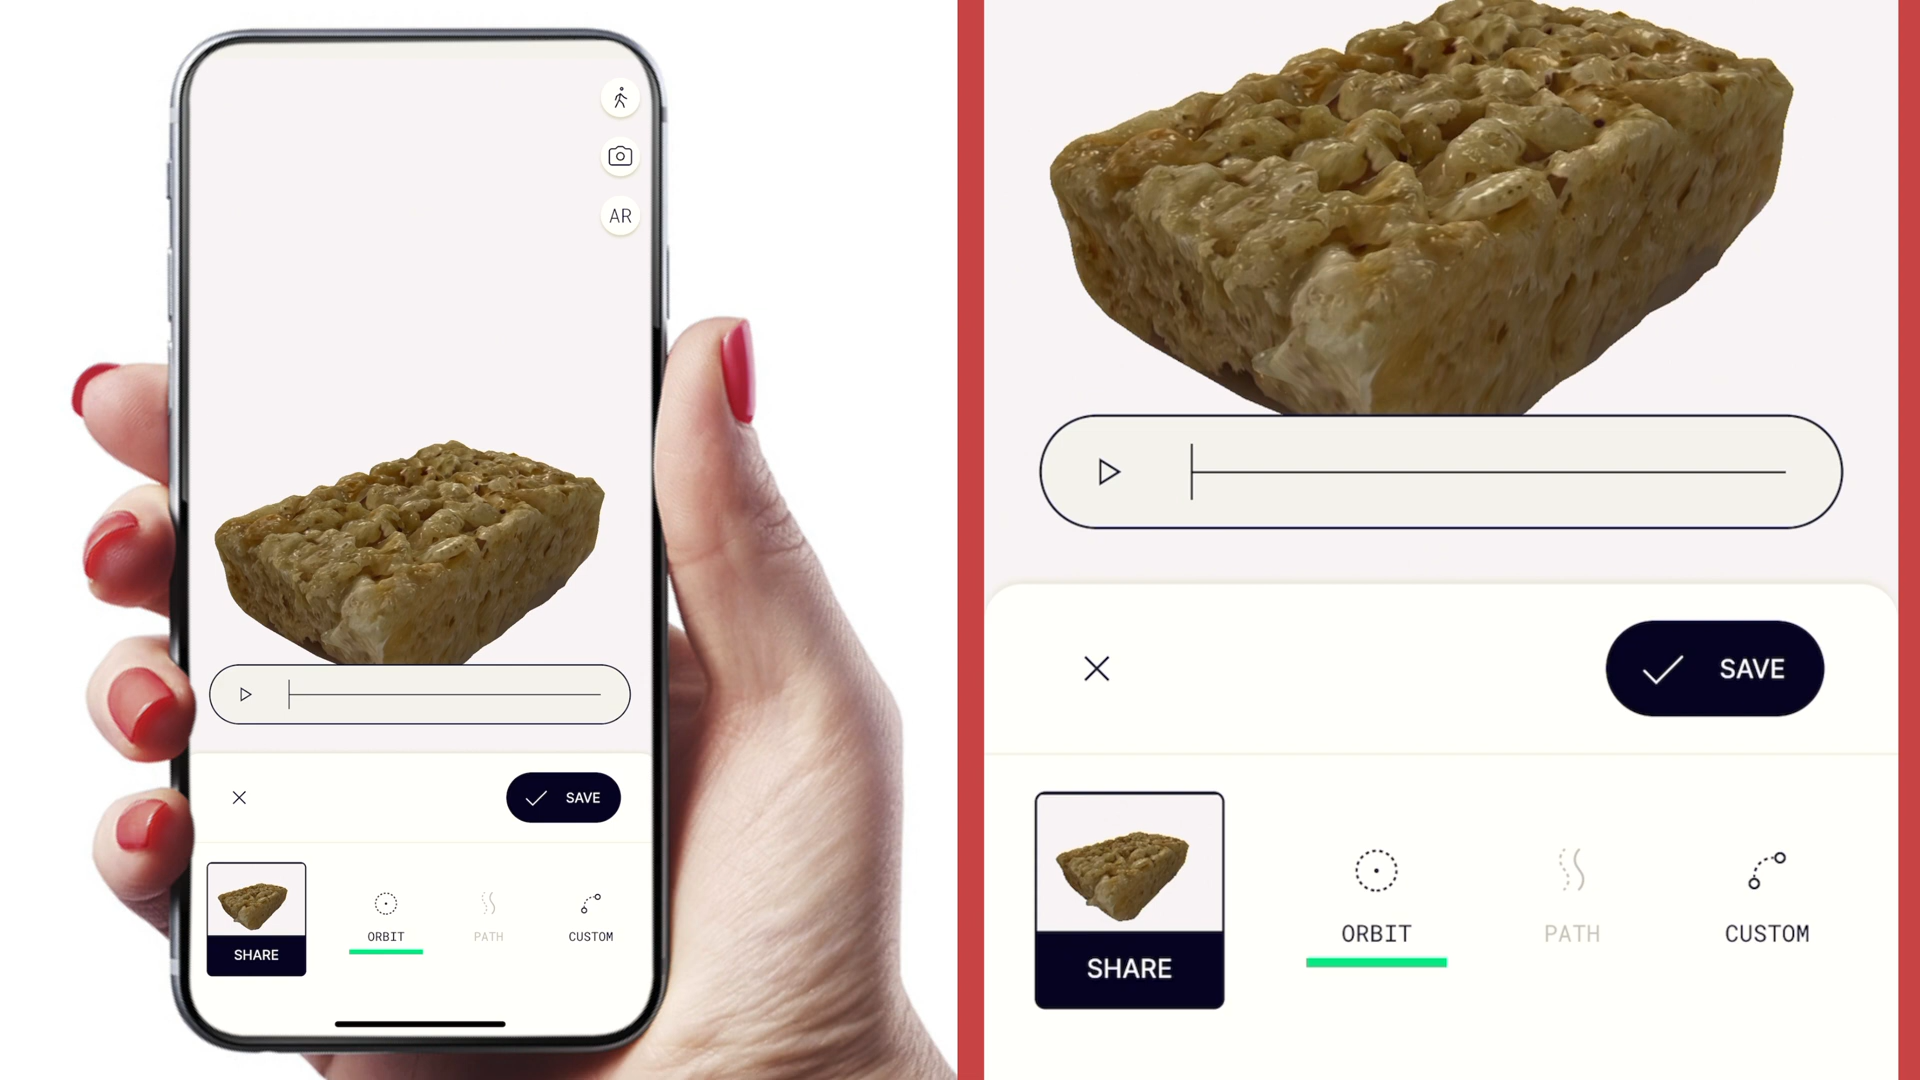 AR
SAVE
SHARE
ORBIT
PATH
CUSTOM
SAVE
SHARE
ORBIT
PATH
CUSTOM